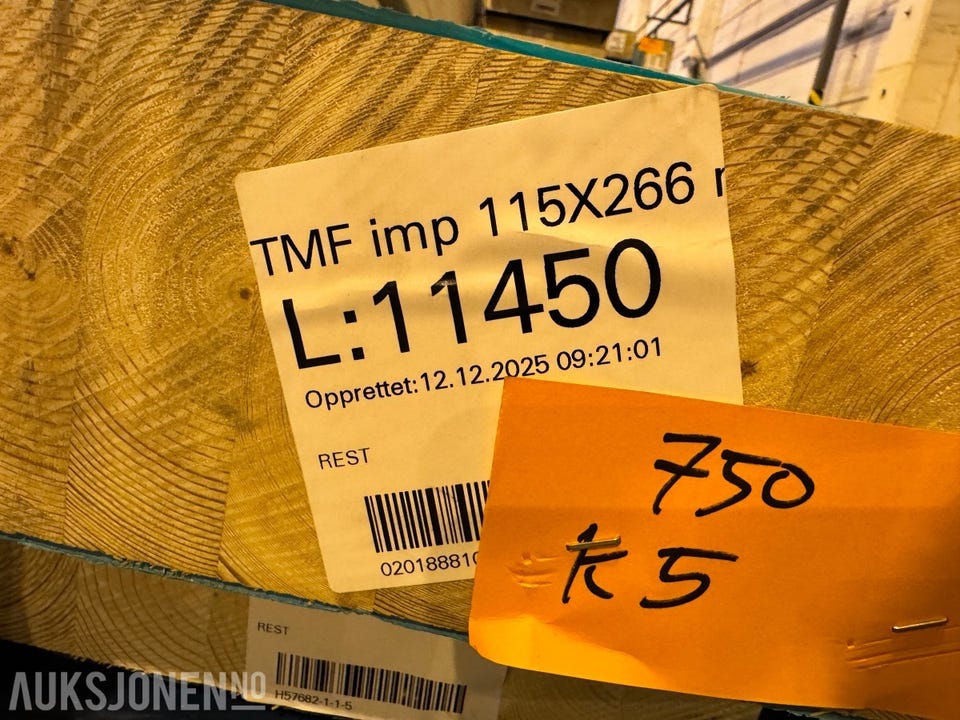 TMF imp 115X266
L:11450
Opprettet:12.12.2025 09:21:01
REST
02018881
750
k 5
REST
H57682-1-1-5
AUKSJONEN.NO